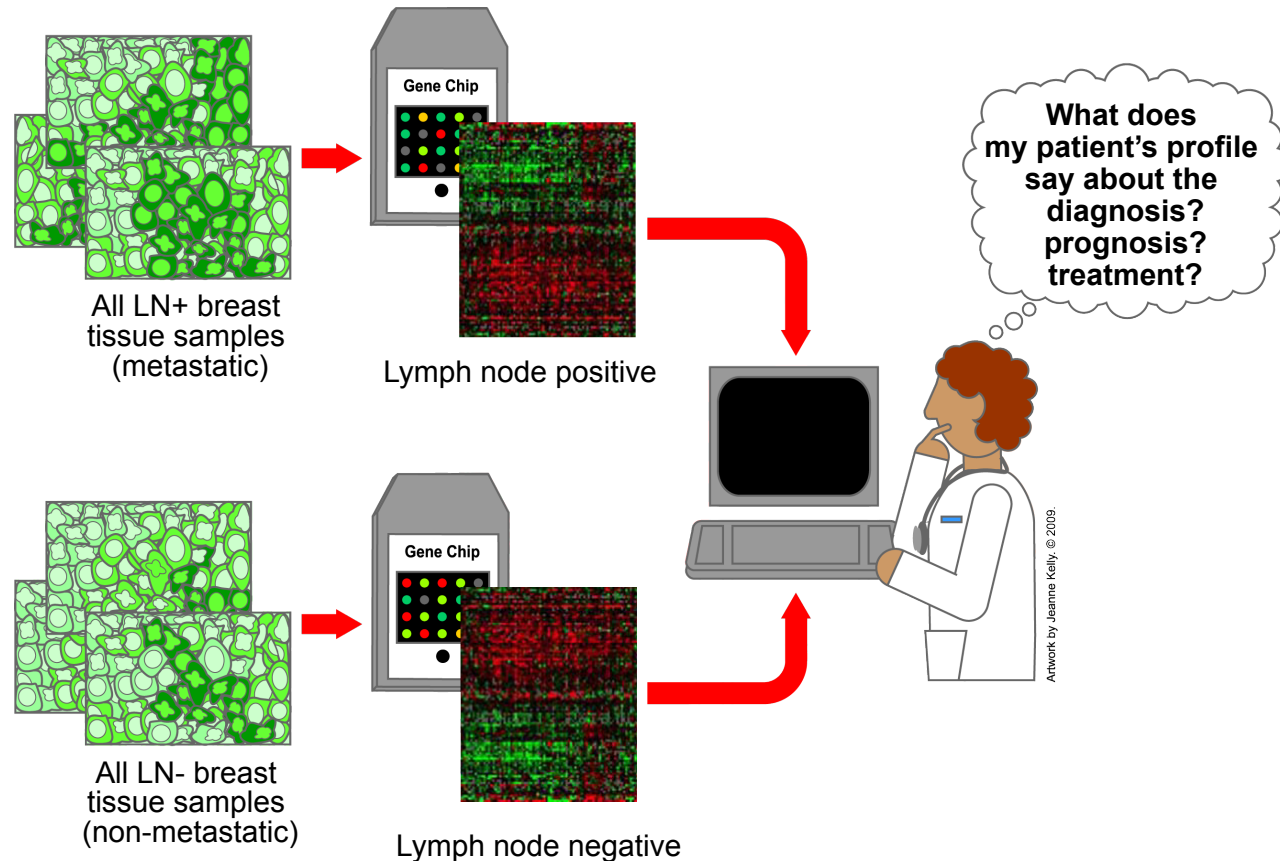 Gene Chip
What does
my patient’s profile
say about the
diagnosis?
prognosis?
treatment?
All LN+ breast
tissue samples
(metastatic)
Lymph node positive
Gene Chip
Artwork by Jeanne Kelly. © 2009.
All LN- breast
tissue samples
(non-metastatic)
Lymph node negative